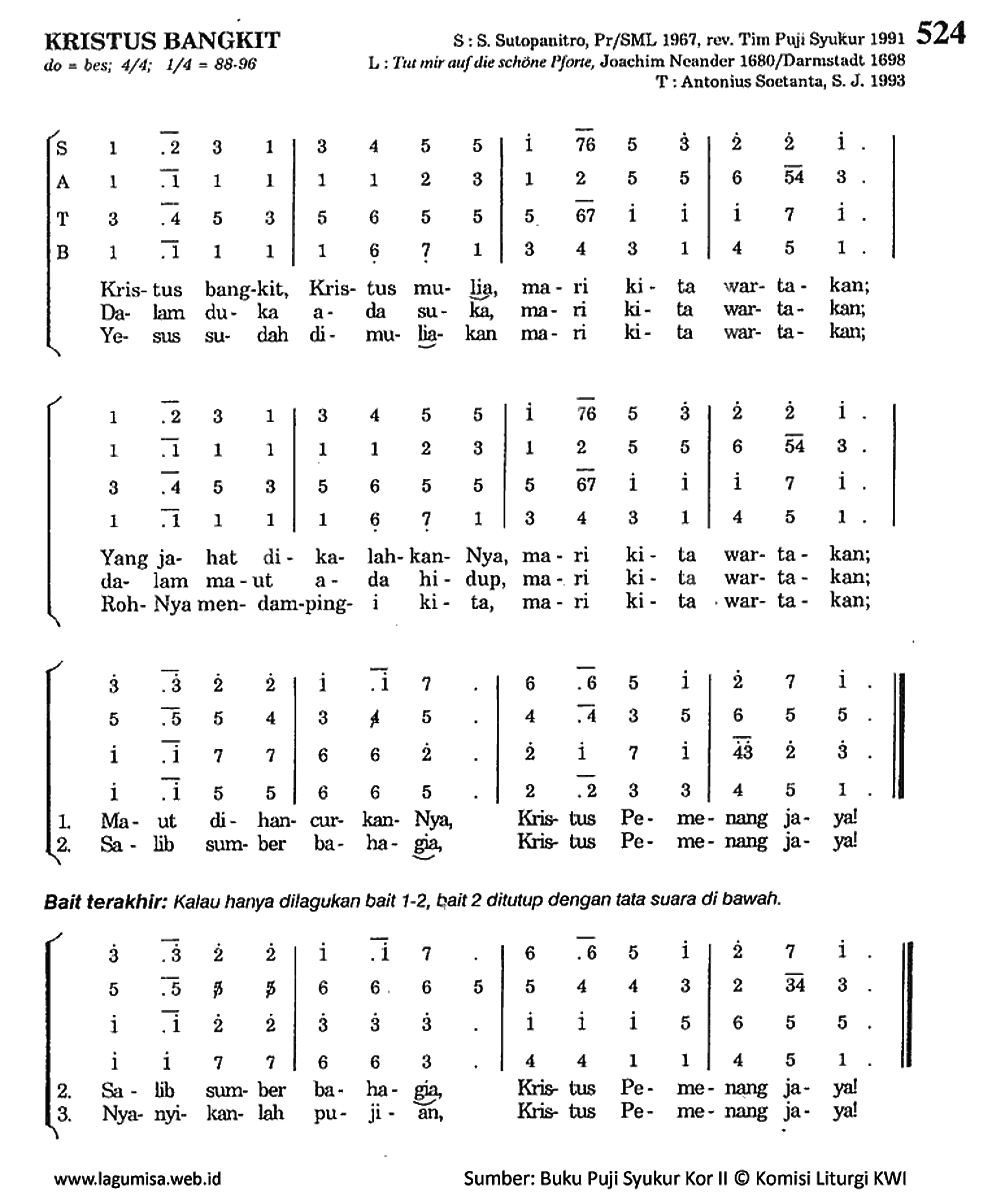 KRISTUS BANGKIT
do = bes; 4/4; 1/4 = 88-96
S : S. Sutopanitro, Pr/SML 1967, rev. Tim Puji Syukur 1991 524
L : Tut mir auf die schöne Pforte, Joachim Neander 1680/Darmstadt 1698
T : Antonius Soetanta, S. J. 1993
S 1 .2 3 1 | 3 4 5 5 | i 76 5 3̇ | 2̇ 2̇ i . |
A 1 .1 1 1 | 1 1 2 3 | 1 2 5 5 | 6 54 3 . |
T 3 .4 5 3 | 5 6 5 5 | 5 67 i i | i 7 i . |
B 1 .1 1 1 | 1 6̣ 7̣ 1 | 3 4 3 1 | 4 5 1 . |
Kris- tus bang-kit, Kris- tus mu- lia, ma - ri ki - ta war- ta - kan;
Da- lam du - ka a - da su - ka, ma - ri ki - ta war- ta - kan;
Ye- sus su- dah di - mu- lia- kan ma - ri ki - ta war- ta - kan;
1 .2 3 1 | 3 4 5 5 | i 76 5 3̇ | 2̇ 2̇ i . |
1 .1 1 1 | 1 1 2 3 | 1 2 5 5 | 6 54 3 . |
3 .4 5 3 | 5 6 5 5 | 5 67 i i | i 7 i . |
1 .1 1 1 | 1 6̣ 7̣ 1 | 3 4 3 1 | 4 5 1 . |
Yang ja- hat di - ka- lah- kan- Nya, ma - ri ki - ta war- ta - kan;
da- lam ma - ut a - da hi - dup, ma - ri ki - ta war- ta - kan;
Roh- Nya men- dam-ping- i ki - ta, ma - ri ki - ta war- ta - kan;
3̇ .3̇ 2̇ 2̇ | i .i 7 . | 6 .6 5 i | 2̇ 7 i . ||
5 .5 5 4 | 3 4̸ 5 . | 4 .4 3 5 | 6 5 5 . ||
i .i 7 7 | 6 6 2̇ . | 2̇ i 7 i | 4̇3̇ 2̇ 3̇ . ||
i .i 5 5 | 6 6 5 . | 2 .2 3 3 | 4 5 1 . ||
1. Ma- ut di- han- cur- kan- Nya, Kris- tus Pe - me - nang ja - ya!
2. Sa - lib sum- ber ba - ha - gia, Kris- tus Pe - me - nang ja - ya!
Bait terakhir: Kalau hanya dilagukan bait 1-2, bait 2 ditutup dengan tata suara di bawah.
3̇ .3̇ 2̇ 2̇ | i .i 7 . | 6 .6 5 i | 2̇ 7 i . ||
5 .5 5̸ 5̸ | 6 6 6 5 | 5 4 4 3 | 2 34 3 . ||
i .i 2̇ 2̇ | 3̇ 3̇ 3̇ . | i i i 5 | 6 5 5 . ||
i i 7 7 | 6 6 3 . | 4 4 1 1 | 4 5 1 . ||
2. Sa - lib sum- ber ba - ha - gia, Kris - tus Pe - me - nang ja - ya!
3. Nya- nyi- kan- lah pu - ji - an, Kris - tus Pe - me - nang ja - ya!
www.lagumisa.web.id Sumber: Buku Puji Syukur Kor II © Komisi Liturgi KWI